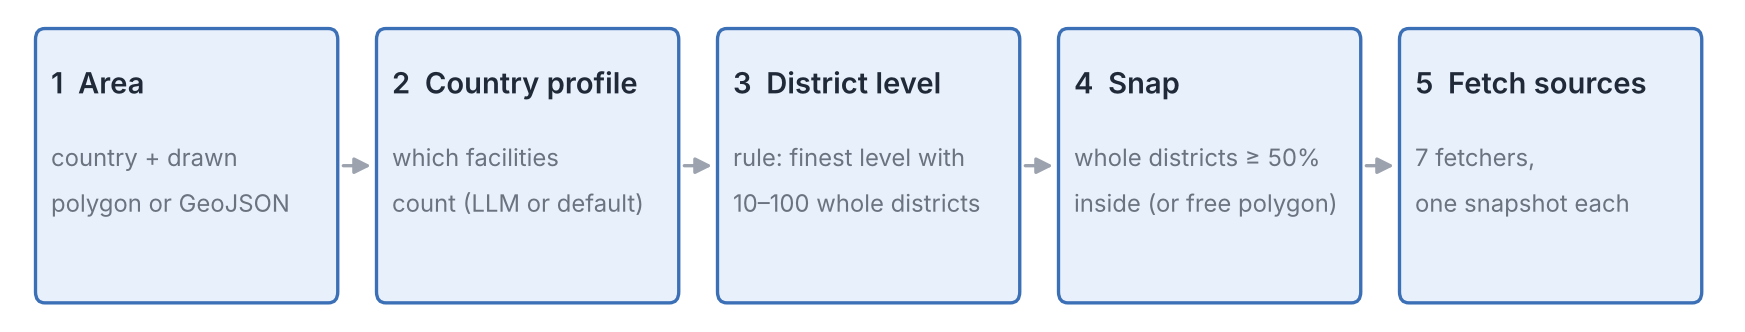 1 Area
country + drawn
polygon or GeoJSON
2 Country profile
which facilities
count (LLM or default)
3 District level
rule: finest level with
10–100 whole districts
4 Snap
whole districts ≥ 50%
inside (or free polygon)
5 Fetch sources
7 fetchers,
one snapshot each